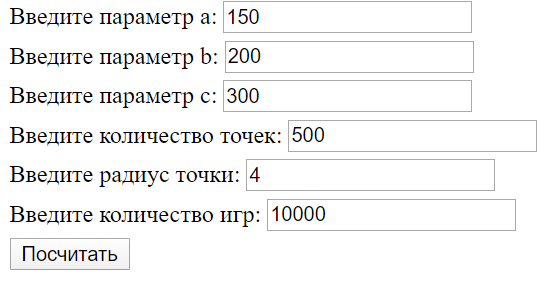 Введите параметр a: 150
Введите параметр b: 200
Введите параметр c: 300
Введите количество точек: 500
Введите радиус точки: 4
Введите количество игр: 10000
Посчитать